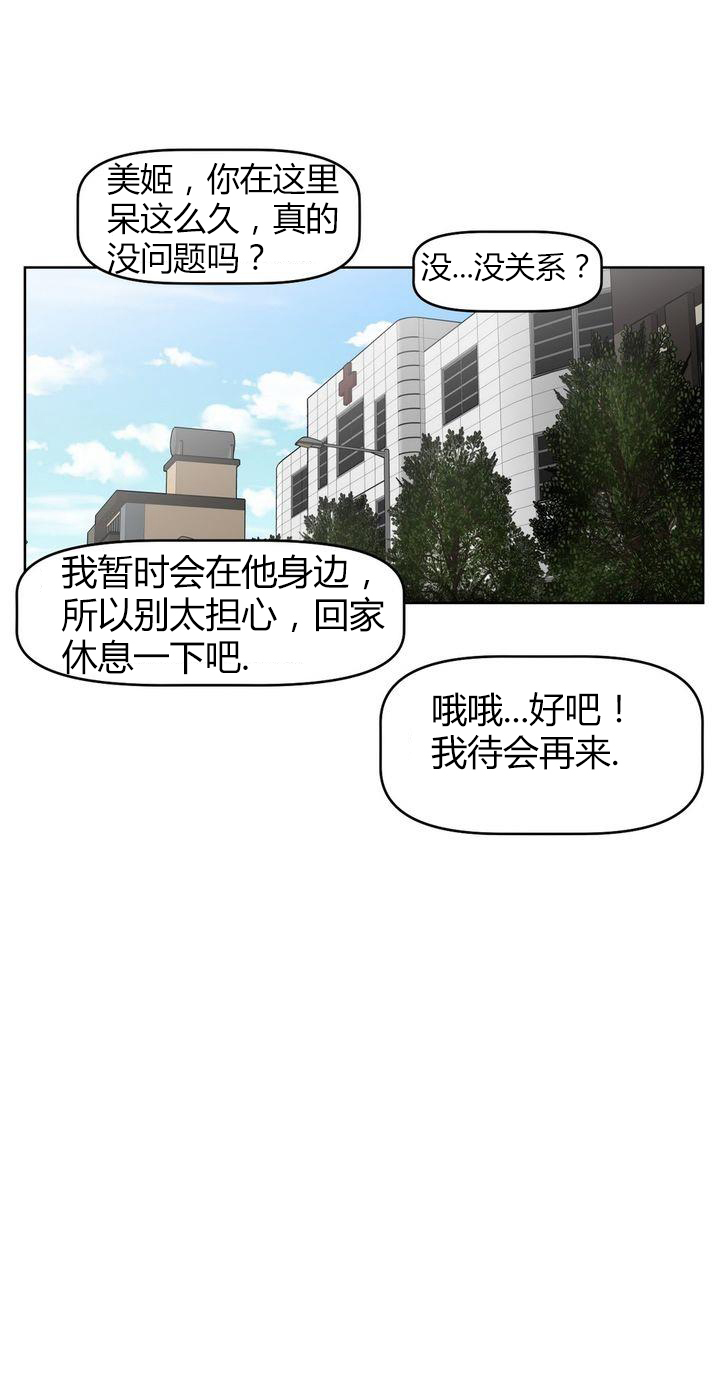 美姬，你在这里
呆这么久，真的
没问题吗？
没...没关系？
我暂时会在他身边，
所以别太担心，回家
休息一下吧.
哦哦...好吧！
我待会再来.